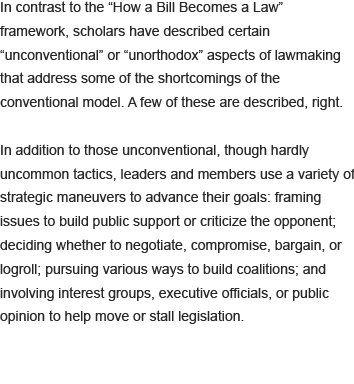 In contrast to the “How a Bill Becomes a Law”
framework, scholars have described certain
“unconventional” or “unorthodox” aspects of lawmaking
that address some of the shortcomings of the
conventional model. A few of these are described, right.
In addition to those unconventional, though hardly
uncommon tactics, leaders and members use a variety of
strategic maneuvers to advance their goals: framing
issues to build public support or criticize the opponent;
deciding whether to negotiate, compromise, bargain, or
logroll; pursuing various ways to build coalitions; and
involving interest groups, executive officials, or public
opinion to help move or stall legislation.